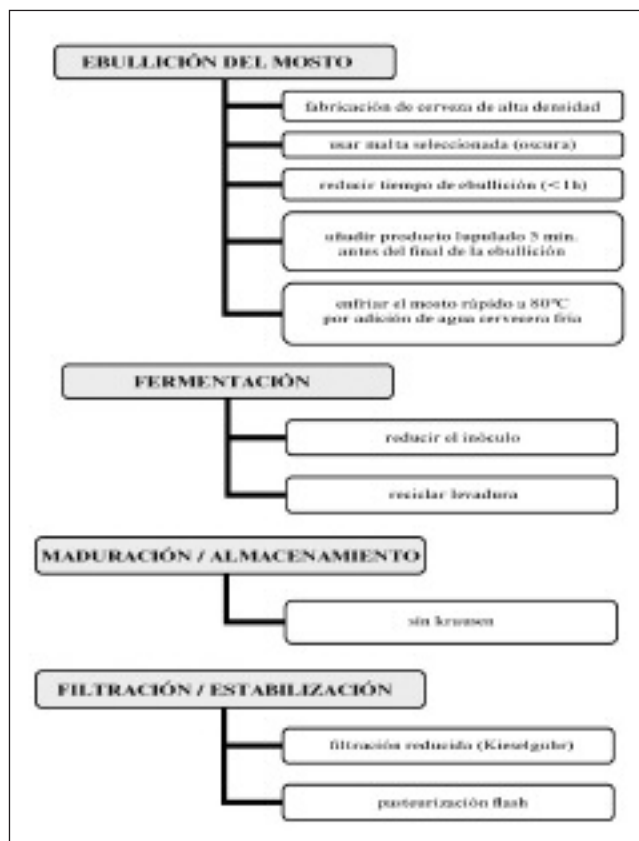 EBULLICIÓN DEL MOSTO
fabricación de cerveza de alta densidad
usar malta seleccionada (oscura)
reducir tiempo de ebullición (<1h)
añadir producto lupulado 5 min.
antes del final de la ebullición
enfriar el mosto rápido a 80ºC
por adición de agua cervecera fría
FERMENTACIÓN
reducir el inóculo
reciclar levadura
MADURACIÓN / ALMACENAMIENTO
sin krausen
FILTRACIÓN / ESTABILIZACIÓN
filtración reducida (Kieselguhr)
pasteurización flash